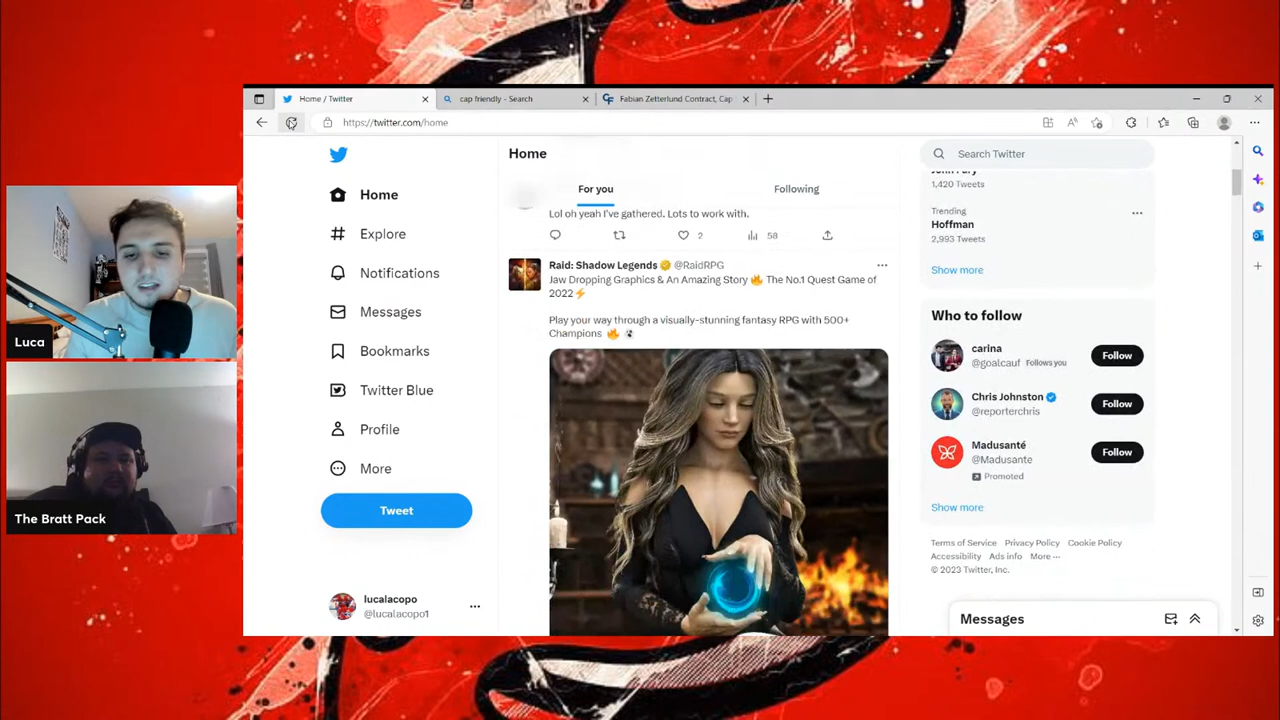 Home / Twitter
cap friendly - Search
Fabian Zetterlund Contract, Cap
https://twitter.com/home
Home
Explore
Notifications
Messages
Bookmarks
Twitter Blue
Profile
More
Tweet
lucalacopo
@lucalacopo1
Home
For you
Following
Lol oh yeah I've gathered. Lots to work with.
2
58
Raid: Shadow Legends @RaidRPG
Jaw Dropping Graphics & An Amazing Story 🔥 The No.1 Quest Game of
2022⚡
Play your way through a visually-stunning fantasy RPG with 500+
Champions 🔥
Search Twitter
John Fury
1,420 Tweets
Trending
Hoffman
2,993 Tweets
Show more
Who to follow
carina
@goalcauf Follows you
Follow
Chris Johnston
@reporterchris
Follow
Madusanté
@Madusante
Follow
Promoted
Show more
Terms of Service Privacy Policy Cookie Policy
Accessibility Ads info More ···
© 2023 Twitter, Inc.
Messages
Luca
The Bratt Pack